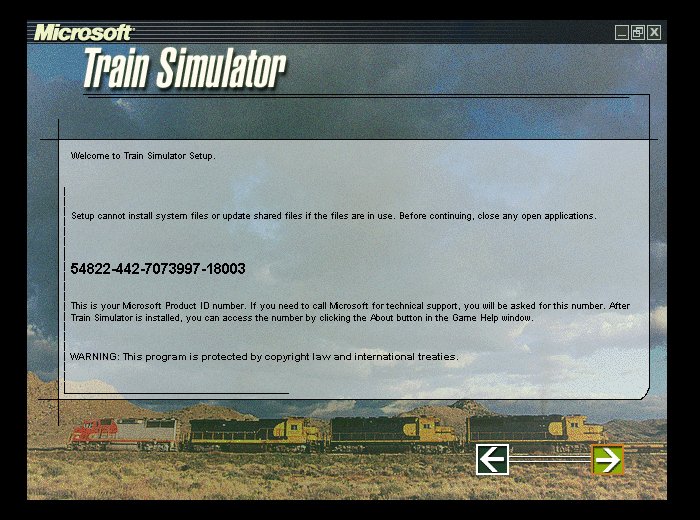 Microsoft
Train Simulator
Welcome to Train Simulator Setup.
Setup cannot install system files or update shared files if the files are in use. Before continuing, close any open applications.
54822-442-7073997-18003
This is your Microsoft Product ID number. If you need to call Microsoft for technical support, you will be asked for this number. After
Train Simulator is installed, you can access the number by clicking the About button in the Game Help window.
WARNING: This program is protected by copyright law and international treaties.